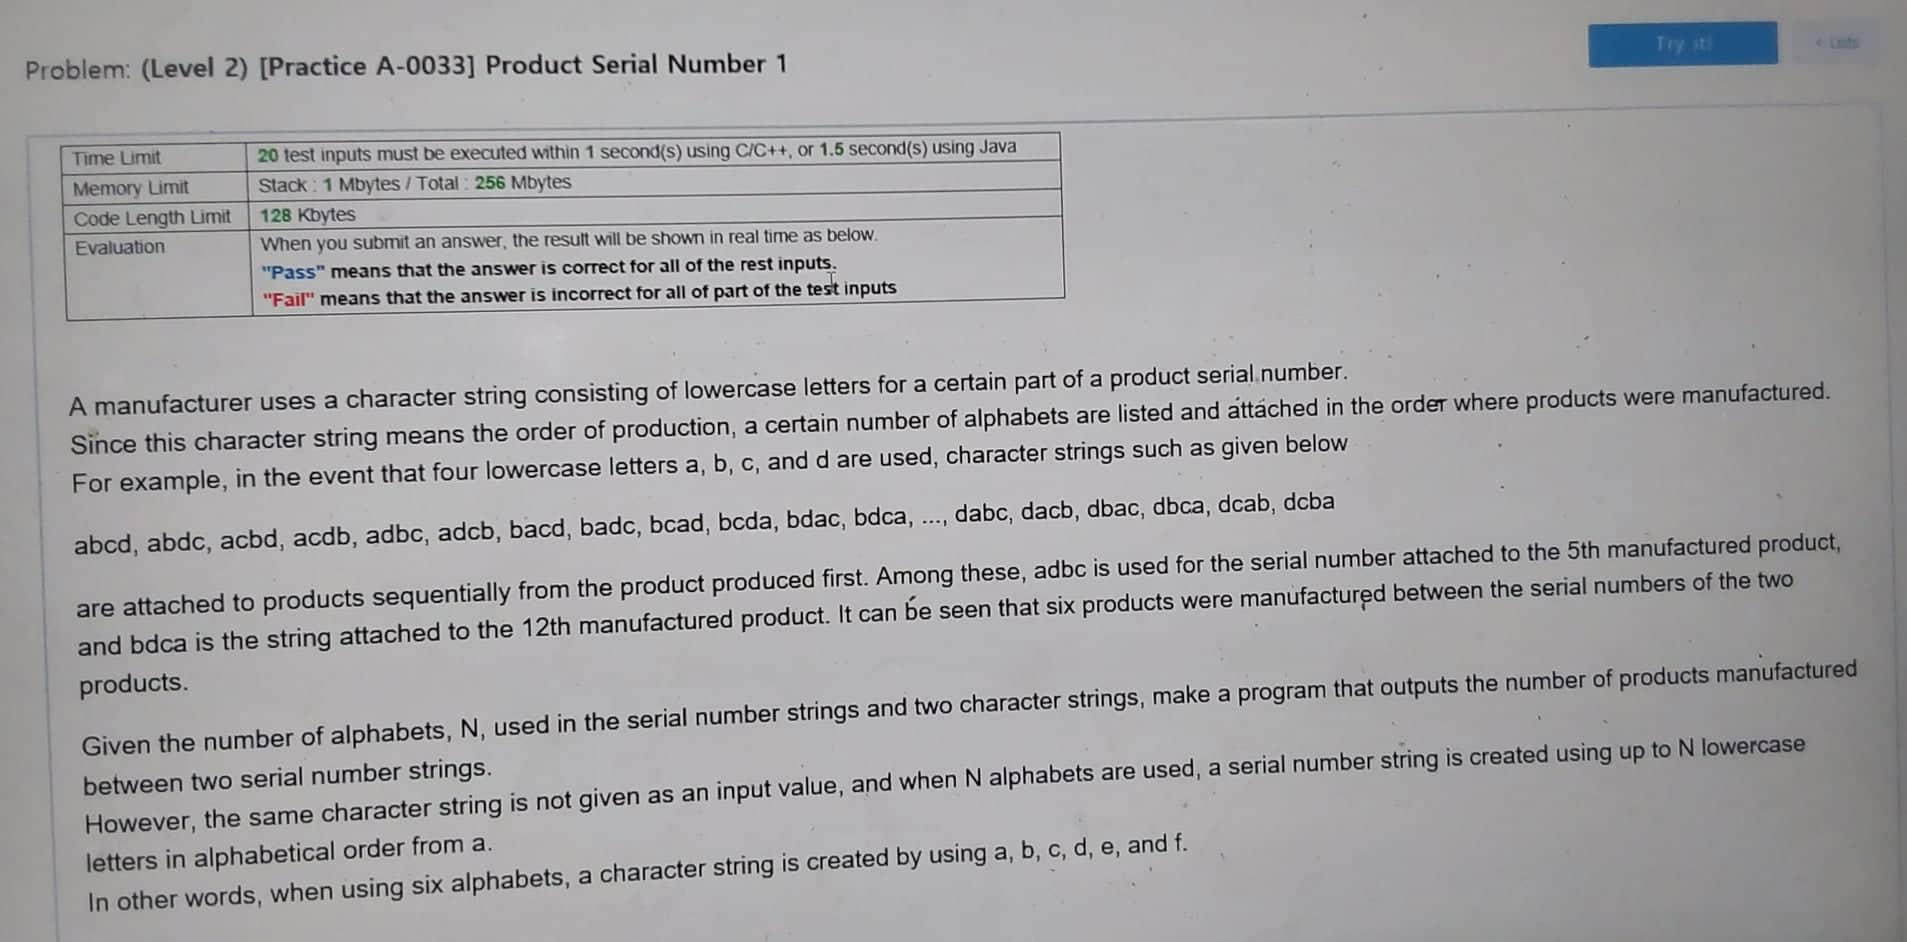 Problem: (Level 2) [Practice A-0033] Product Serial Number 1
Try it!
< Lists
Time Limit
20 test inputs must be executed within 1 second(s) using C/C++, or 1.5 second(s) using Java
Memory Limit
Stack : 1 Mbytes / Total : 256 Mbytes
Code Length Limit
128 Kbytes
Evaluation
When you submit an answer, the result will be shown in real time as below.
"Pass" means that the answer is correct for all of the rest inputs.
"Fail" means that the answer is incorrect for all of part of the test inputs
A manufacturer uses a character string consisting of lowercase letters for a certain part of a product serial number.
Since this character string means the order of production, a certain number of alphabets are listed and attached in the order where products were manufactured.
For example, in the event that four lowercase letters a, b, c, and d are used, character strings such as given below
abcd, abdc, acbd, acdb, adbc, adcb, bacd, badc, bcad, bcda, bdac, bdca, ..., dabc, dacb, dbac, dbca, dcab, dcba
are attached to products sequentially from the product produced first. Among these, adbc is used for the serial number attached to the 5th manufactured product,
and bdca is the string attached to the 12th manufactured product. It can be seen that six products were manufactured between the serial numbers of the two
products.
Given the number of alphabets, N, used in the serial number strings and two character strings, make a program that outputs the number of products manufactured
between two serial number strings.
However, the same character string is not given as an input value, and when N alphabets are used, a serial number string is created using up to N lowercase
letters in alphabetical order from a.
In other words, when using six alphabets, a character string is created by using a, b, c, d, e, and f.